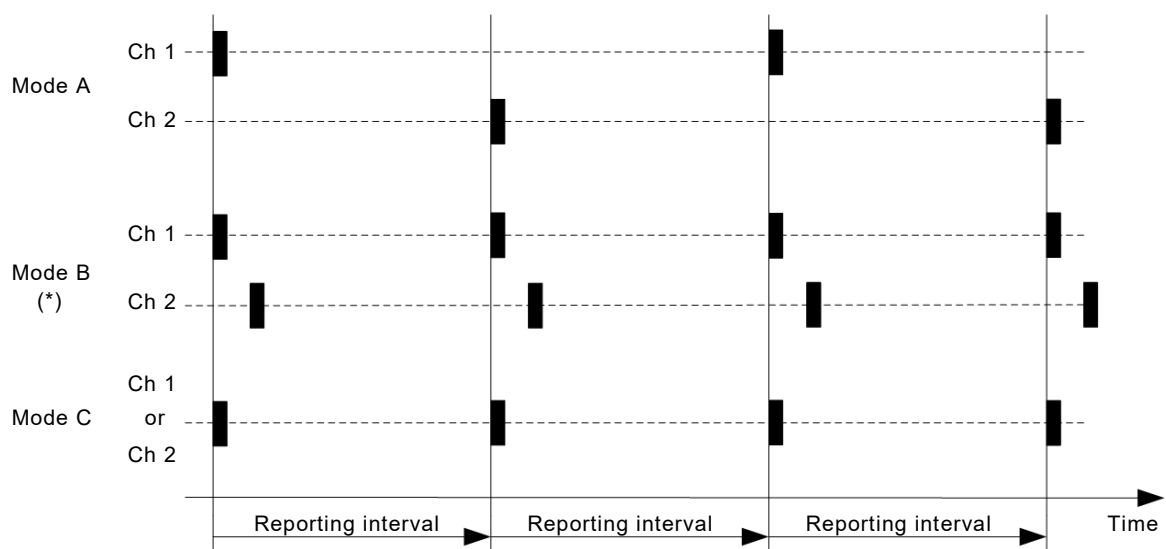 Mode A
Ch 1
Ch 2
Mode B
(*)
Ch 1
Ch 2
Mode C
Ch 1
or
Ch 2
Reporting interval
Reporting interval
Reporting interval
Time